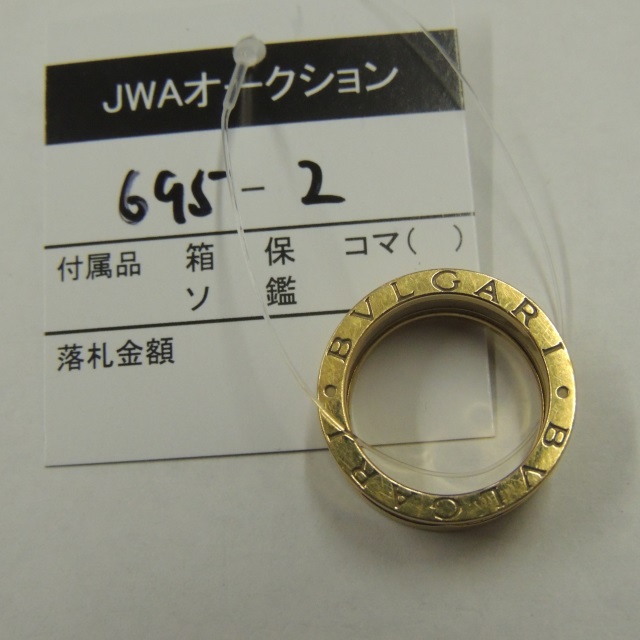 JWAオークション
695-2
付属品 箱 保 コマ( )
ソ 鑑
落札金額
BVLGARI • BVLGARI •